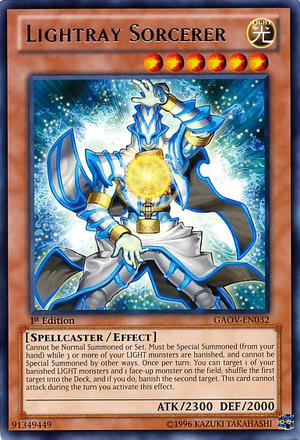 Lightray Sorcerer
LIGHT
光
1st Edition
GAOV-EN032
[Spellcaster / Effect]
Cannot be Normal Summoned or Set. Must be Special Summoned (from your
hand) while 3 or more of your LIGHT monsters are banished, and cannot be
Special Summoned by other ways. Once per turn: You can target 1 of your
banished LIGHT monsters and 1 face-up monster on the field; shuffle the first
target into the Deck, and if you do, banish the second target. This card cannot
attack during the turn you activate this effect.
ATK/2300 DEF/2000
91349449
©1996 KAZUKI TAKAHASHI